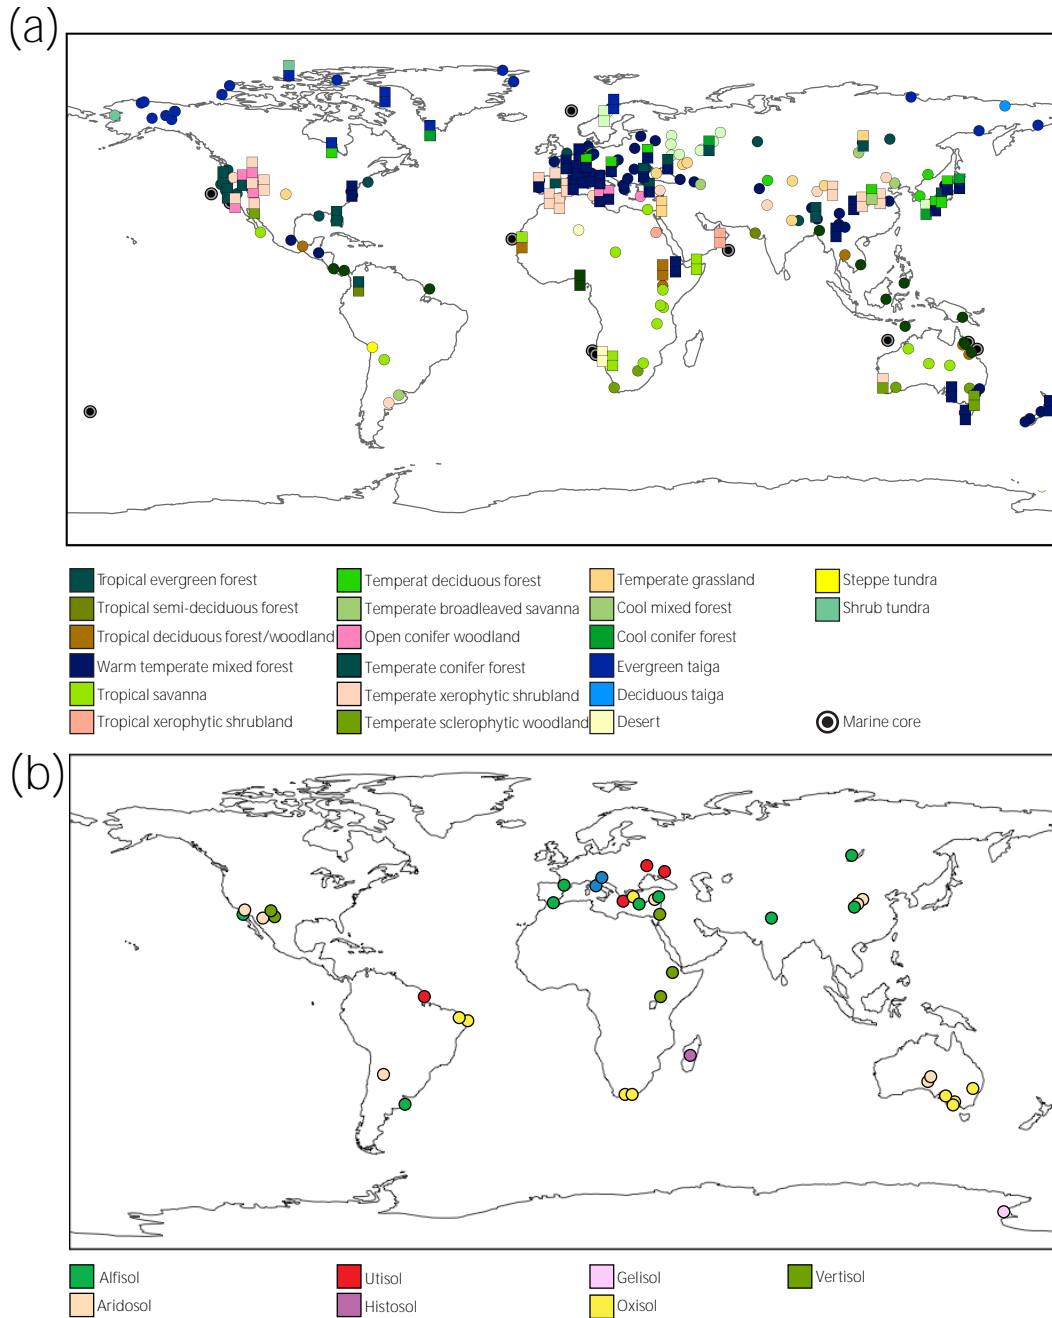 (a)
Tropical evergreen forest
Temperat deciduous forest
Temperate grassland
Steppe tundra
Tropical semi-deciduous forest
Temperate broadleaved savanna
Cool mixed forest
Shrub tundra
Tropical deciduous forest/woodland
Open conifer woodland
Cool conifer forest
Warm temperate mixed forest
Temperate conifer forest
Evergreen taiga
Tropical savanna
Temperate xerophytic shrubland
Deciduous taiga
Tropical xerophytic shrubland
Temperate sclerophytic woodland
Desert
Marine core
(b)
Alfisol
Utisol
Gelisol
Vertisol
Aridosol
Histosol
Oxisol